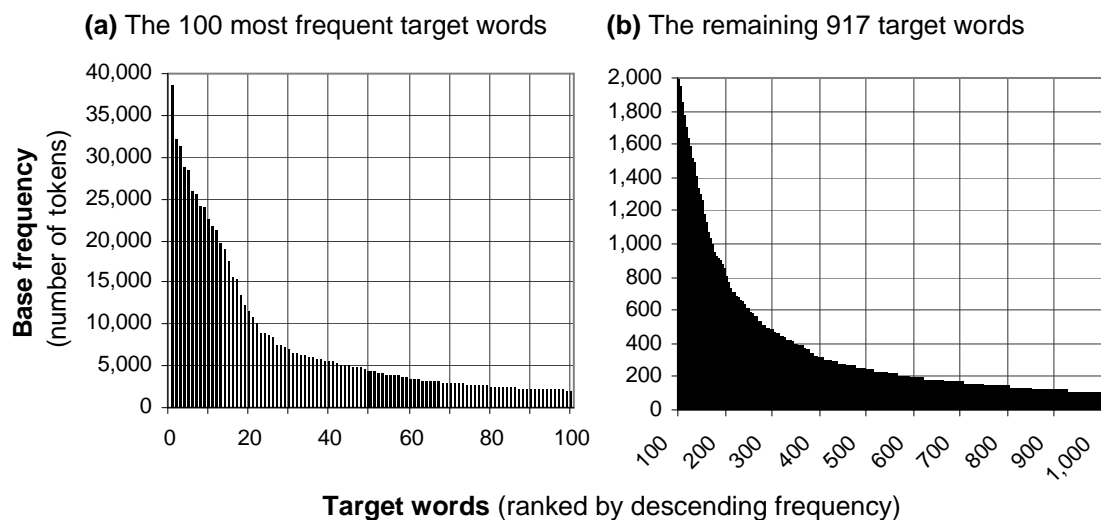 (a) The 100 most frequent target words
40,000
35,000
30,000
25,000
20,000
15,000
10,000
5,000
0
0 20 40 60 80 100
Base frequency
(number of tokens)
(b) The remaining 917 target words
2,000
1,800
1,600
1,400
1,200
1,000
800
600
400
200
0
100 200 300 400 500 600 700 800 900 1,000
Target words (ranked by descending frequency)